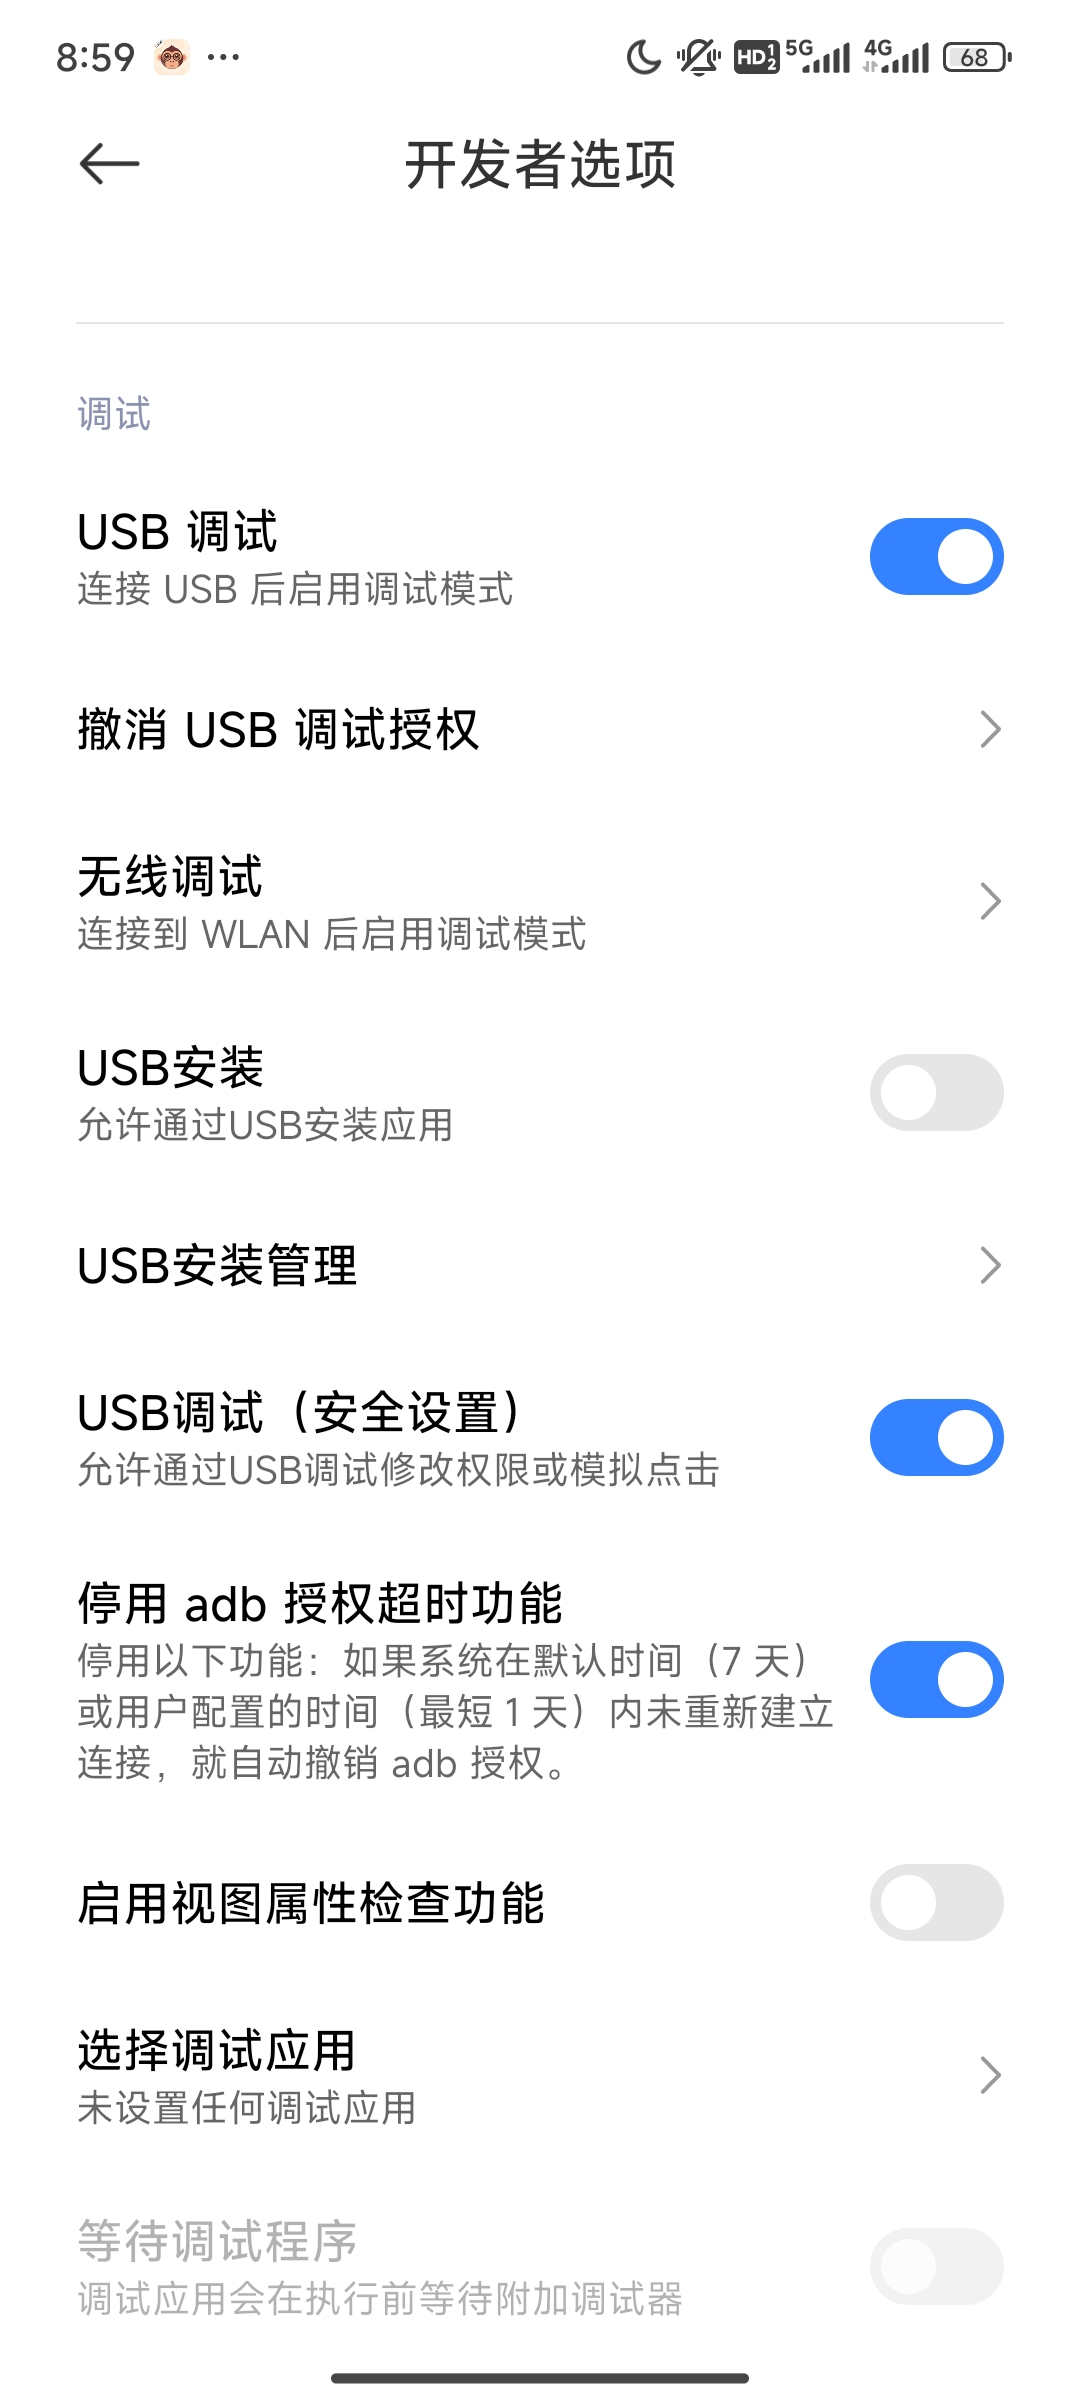 8:59
HD 1 2 5G 4G 68
开发者选项
调试
USB 调试
连接 USB 后启用调试模式
撤消 USB 调试授权
无线调试
连接到 WLAN 后启用调试模式
USB安装
允许通过USB安装应用
USB安装管理
USB调试（安全设置）
允许通过USB调试修改权限或模拟点击
停用 adb 授权超时功能
停用以下功能：如果系统在默认时间（7 天）
或用户配置的时间（最短 1 天）内未重新建立
连接，就自动撤销 adb 授权。
启用视图属性检查功能
选择调试应用
未设置任何调试应用
等待调试程序
调试应用会在执行前等待附加调试器